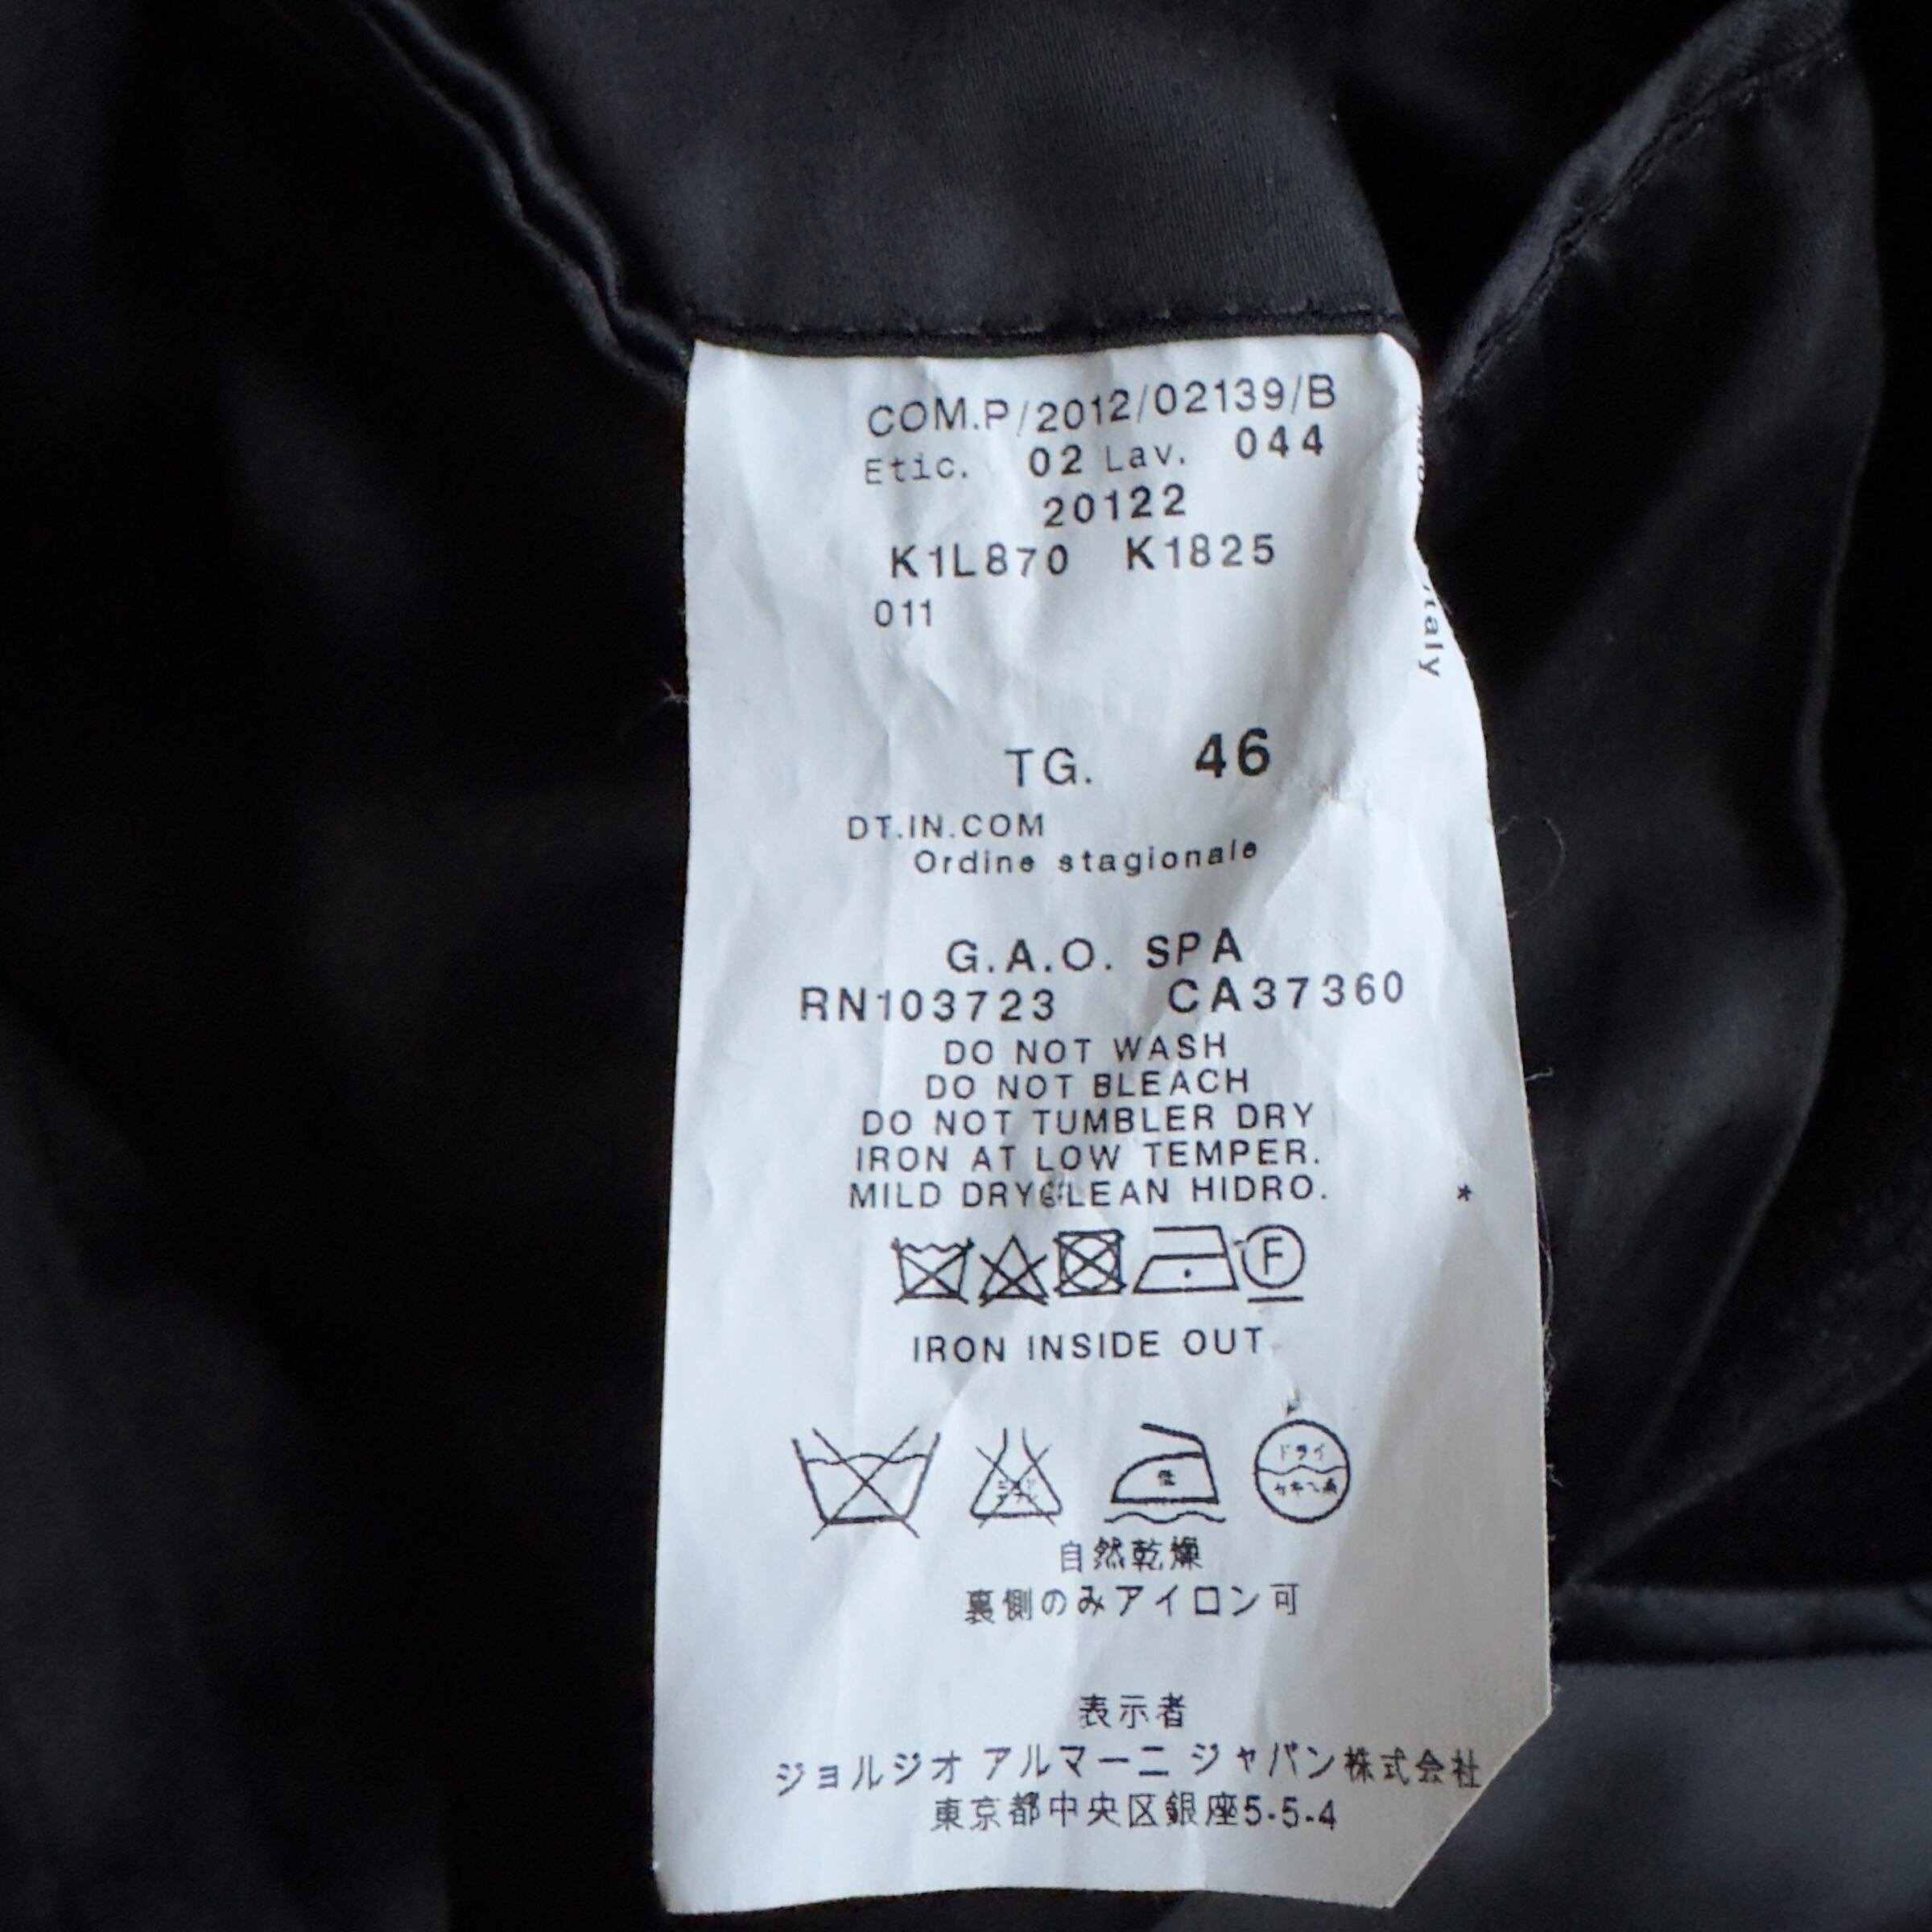 COM.P/2012/02139/B
Etic. 02 Lav. 044
20122
K1L870 K1825
011
TG. 46
DT.IN.COM
Ordine stagionale
G.A.O. SPA
RN103723 CA37360
DO NOT WASH
DO NOT BLEACH
DO NOT TUMBLER DRY
IRON AT LOW TEMPER.
MILD DRYCLEAN HIDRO. *
F
IRON INSIDE OUT
低
ドライ
自然乾燥
裏側のみアイロン可
表示者
ジョルジオ アルマーニ ジャパン株式会社
東京都中央区銀座5-5-4